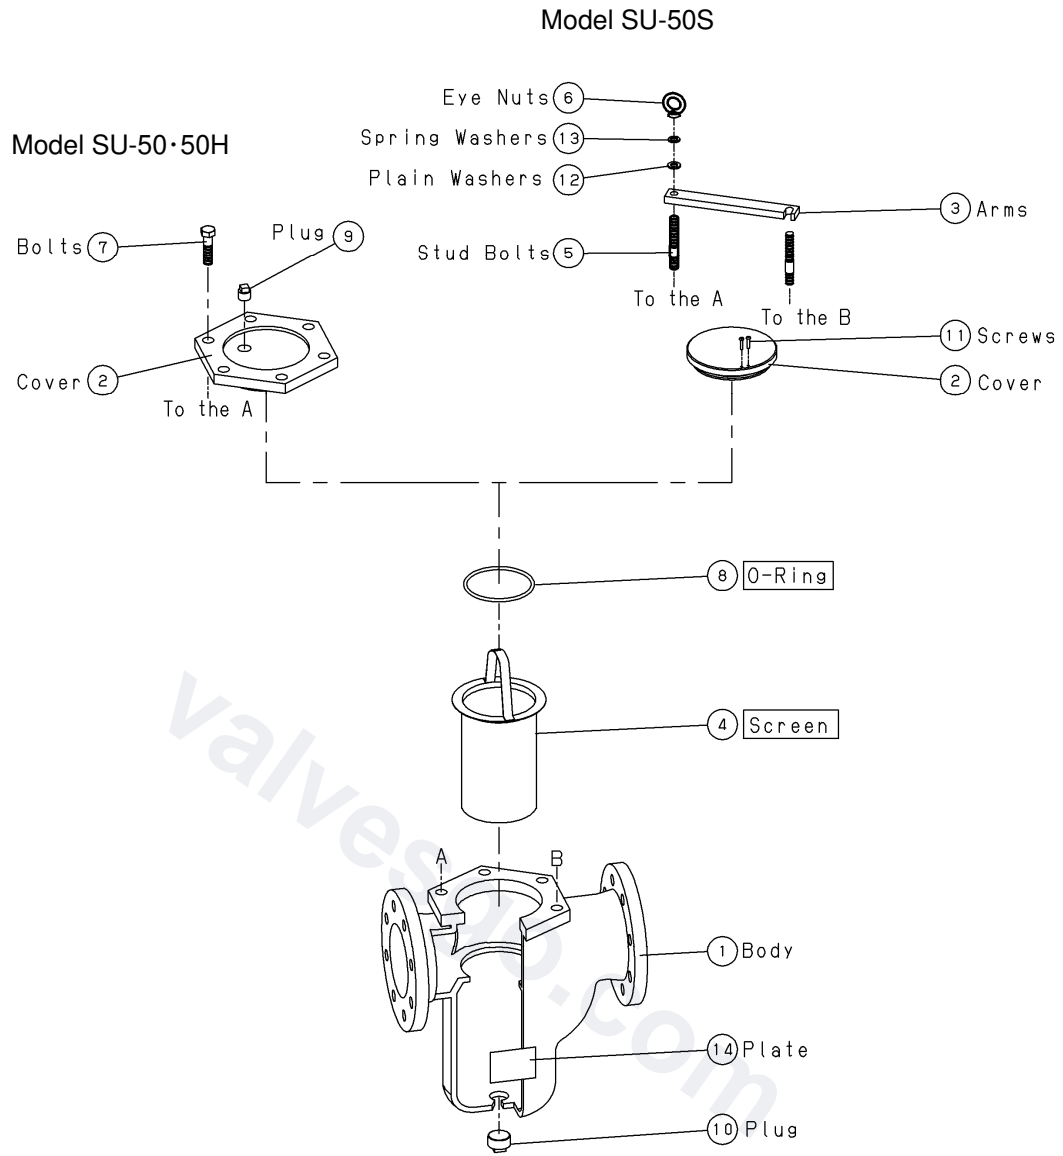 Model SU-50S
Model SU-50・50H
Eye Nuts 6
Spring Washers 13
Plain Washers 12
3 Arms
Stud Bolts 5
To the A
To the B
11 Screws
2 Cover
Bolts 7
Plug 9
Cover 2
To the A
8 O-Ring
4 Screen
A
B
1 Body
14 Plate
10 Plug
valvesgo.com